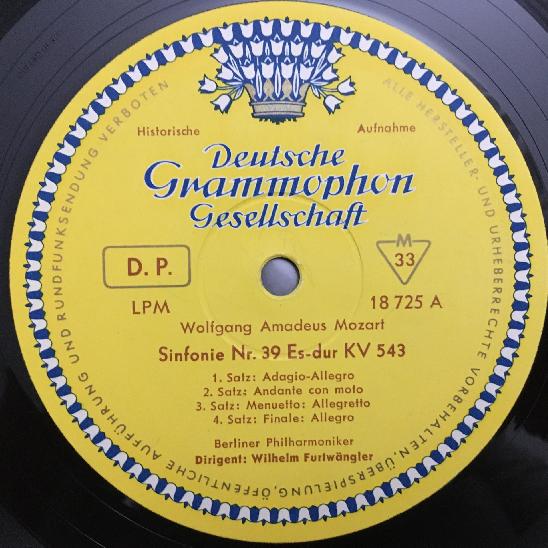 ALLE HERSTELLER- UND URHEBERRECHTE VORBEHALTEN·ÜBERSPIELUNG, ÖFFENTLICHE AUFFÜHRUNG UND RUNDFUNKSENDUNG VERBOTEN
Historische Aufnahme
Deutsche
Grammophon
Gesellschaft
D. P.
M
33
LPM
18 725 A
Wolfgang Amadeus Mozart
Sinfonie Nr. 39 Es-dur KV 543
1. Satz: Adagio-Allegro
2. Satz: Andante con moto
3. Satz: Menuetto: Allegretto
4. Satz: Finale: Allegro
Berliner Philharmoniker
Dirigent: Wilhelm Furtwängler